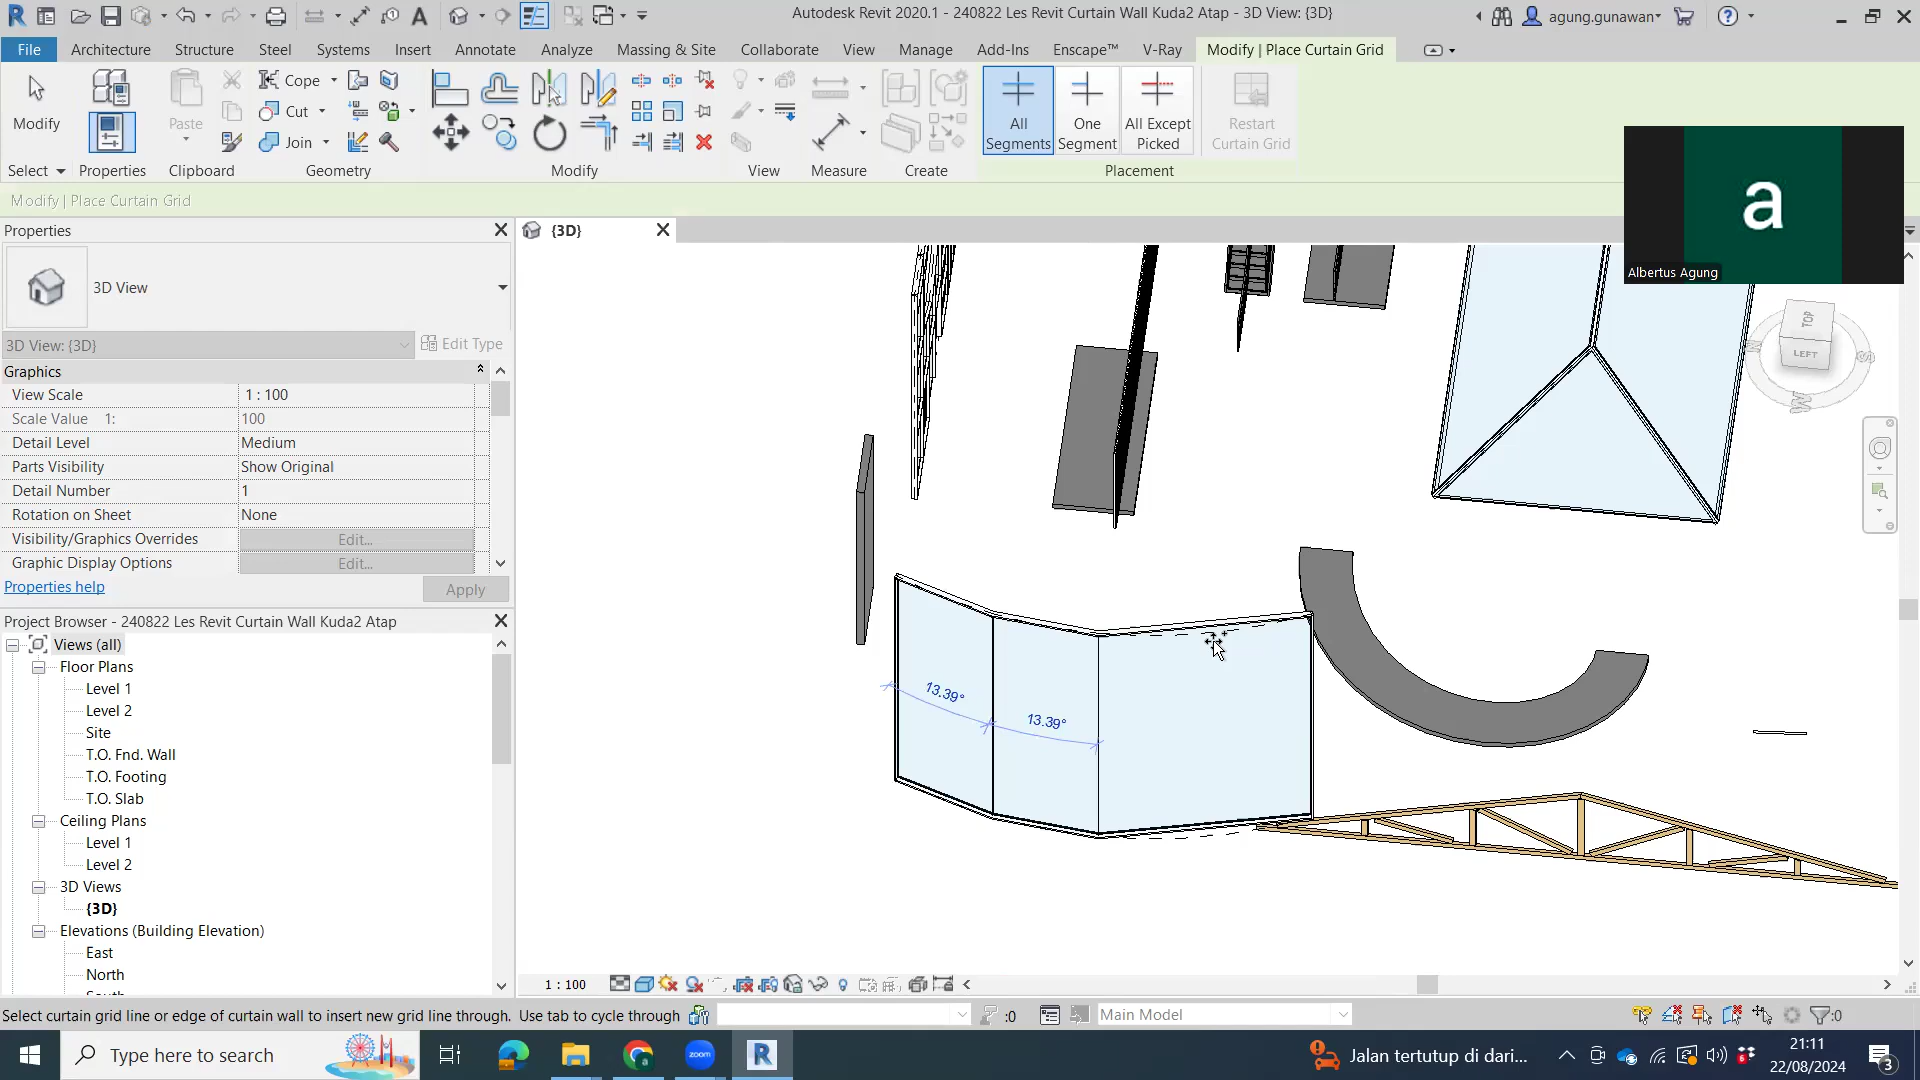 Autodesk Revit 2020.1 - 240822 Les Revit Curtain Wall Kuda2 Atap - 3D View: {3D}
agung.gunawan
File Architecture Structure Steel Systems Insert Annotate Analyze Massing & Site Collaborate View Manage Add-Ins Enscape™ V-Ray Modify | Place Curtain Grid
Modify
Paste
Cope
Cut
Join
All Segments
One Segment
All Except Picked
Restart Curtain Grid
Select Properties Clipboard Geometry Modify View Measure Create Placement
Modify | Place Curtain Grid
a
Albertus Agung
Properties
{3D}
3D View
3D View: {3D}
Edit Type
Graphics
View Scale 1 : 100
Scale Value 1: 100
Detail Level Medium
Parts Visibility Show Original
Detail Number 1
Rotation on Sheet None
Visibility/Graphics Overrides Edit...
Graphic Display Options Edit...
Properties help
Apply
TOP
LEFT
13.39°
13.39°
Project Browser - 240822 Les Revit Curtain Wall Kuda2 Atap
Views (all)
Floor Plans
Level 1
Level 2
Site
T.O. Fnd. Wall
T.O. Footing
T.O. Slab
Ceiling Plans
Level 1
Level 2
3D Views
{3D}
Elevations (Building Elevation)
East
North
1 : 100
Select curtain grid line or edge of curtain wall to insert new grid line through. Use tab to cycle through
:0
Main Model
:0
Type here to search
zoom
Jalan tertutup di dari...
21:11
22/08/2024
3